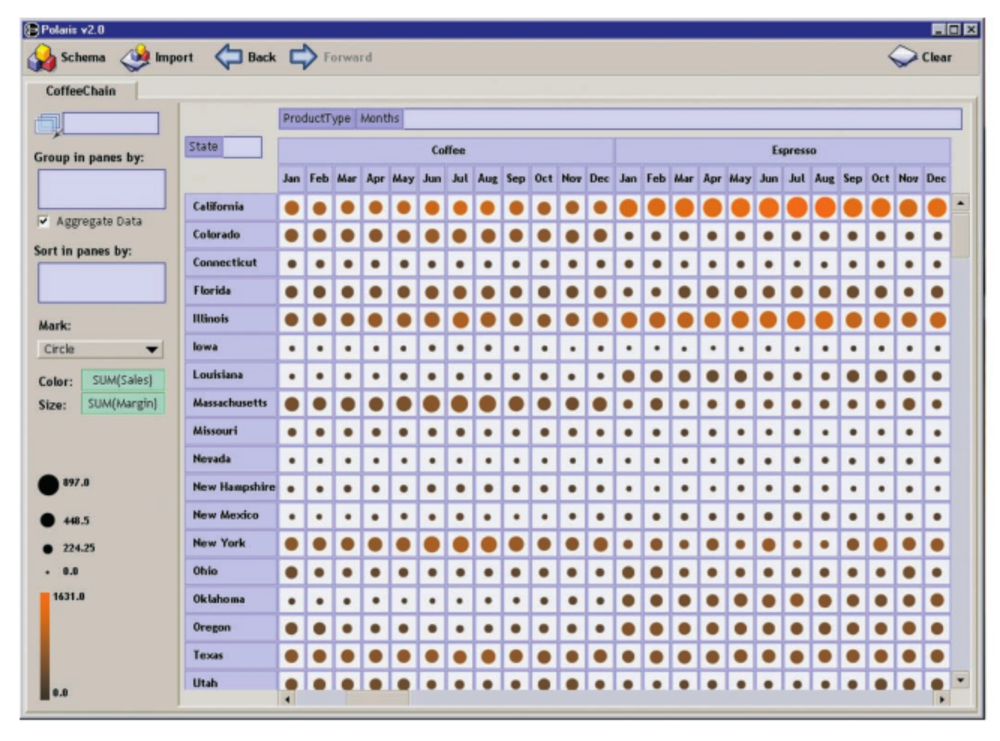 Polaris v2.0
Schema Import Back Forward Clear
CoffeeChain
ProductType Months
State
Coffee Espresso
Jan Feb Mar Apr May Jun Jul Aug Sep Oct Nov Dec Jan Feb Mar Apr May Jun Jul Aug Sep Oct Nov Dec
Group in panes by:
Aggregate Data
Sort in panes by:
Mark:
Circle
Color: SUM(Sales)
Size: SUM(Margin)
897.0
448.5
224.25
0.0
1631.0
0.0
California
Colorado
Connecticut
Florida
Illinois
Iowa
Louisiana
Massachusetts
Missouri
Nevada
New Hampshire
New Mexico
New York
Ohio
Oklahoma
Oregon
Texas
Utah